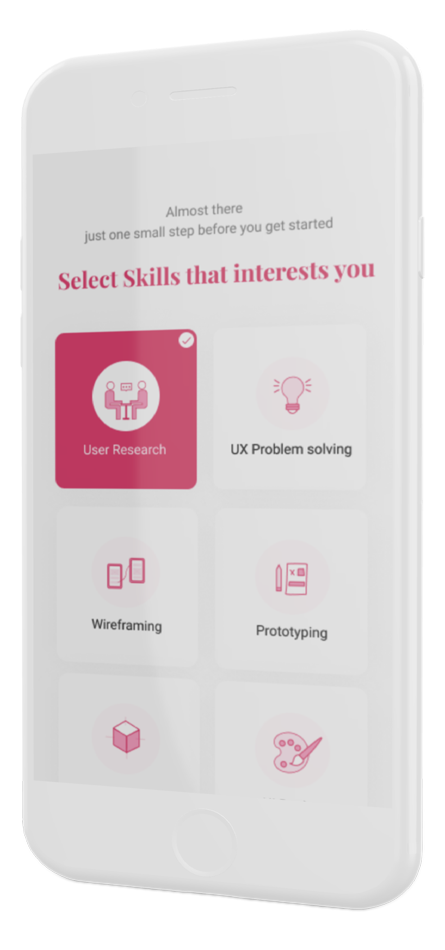 Almost there
just one small step before you get started
Select Skills that interests you
User Research
UX Problem solving
Wireframing
Prototyping